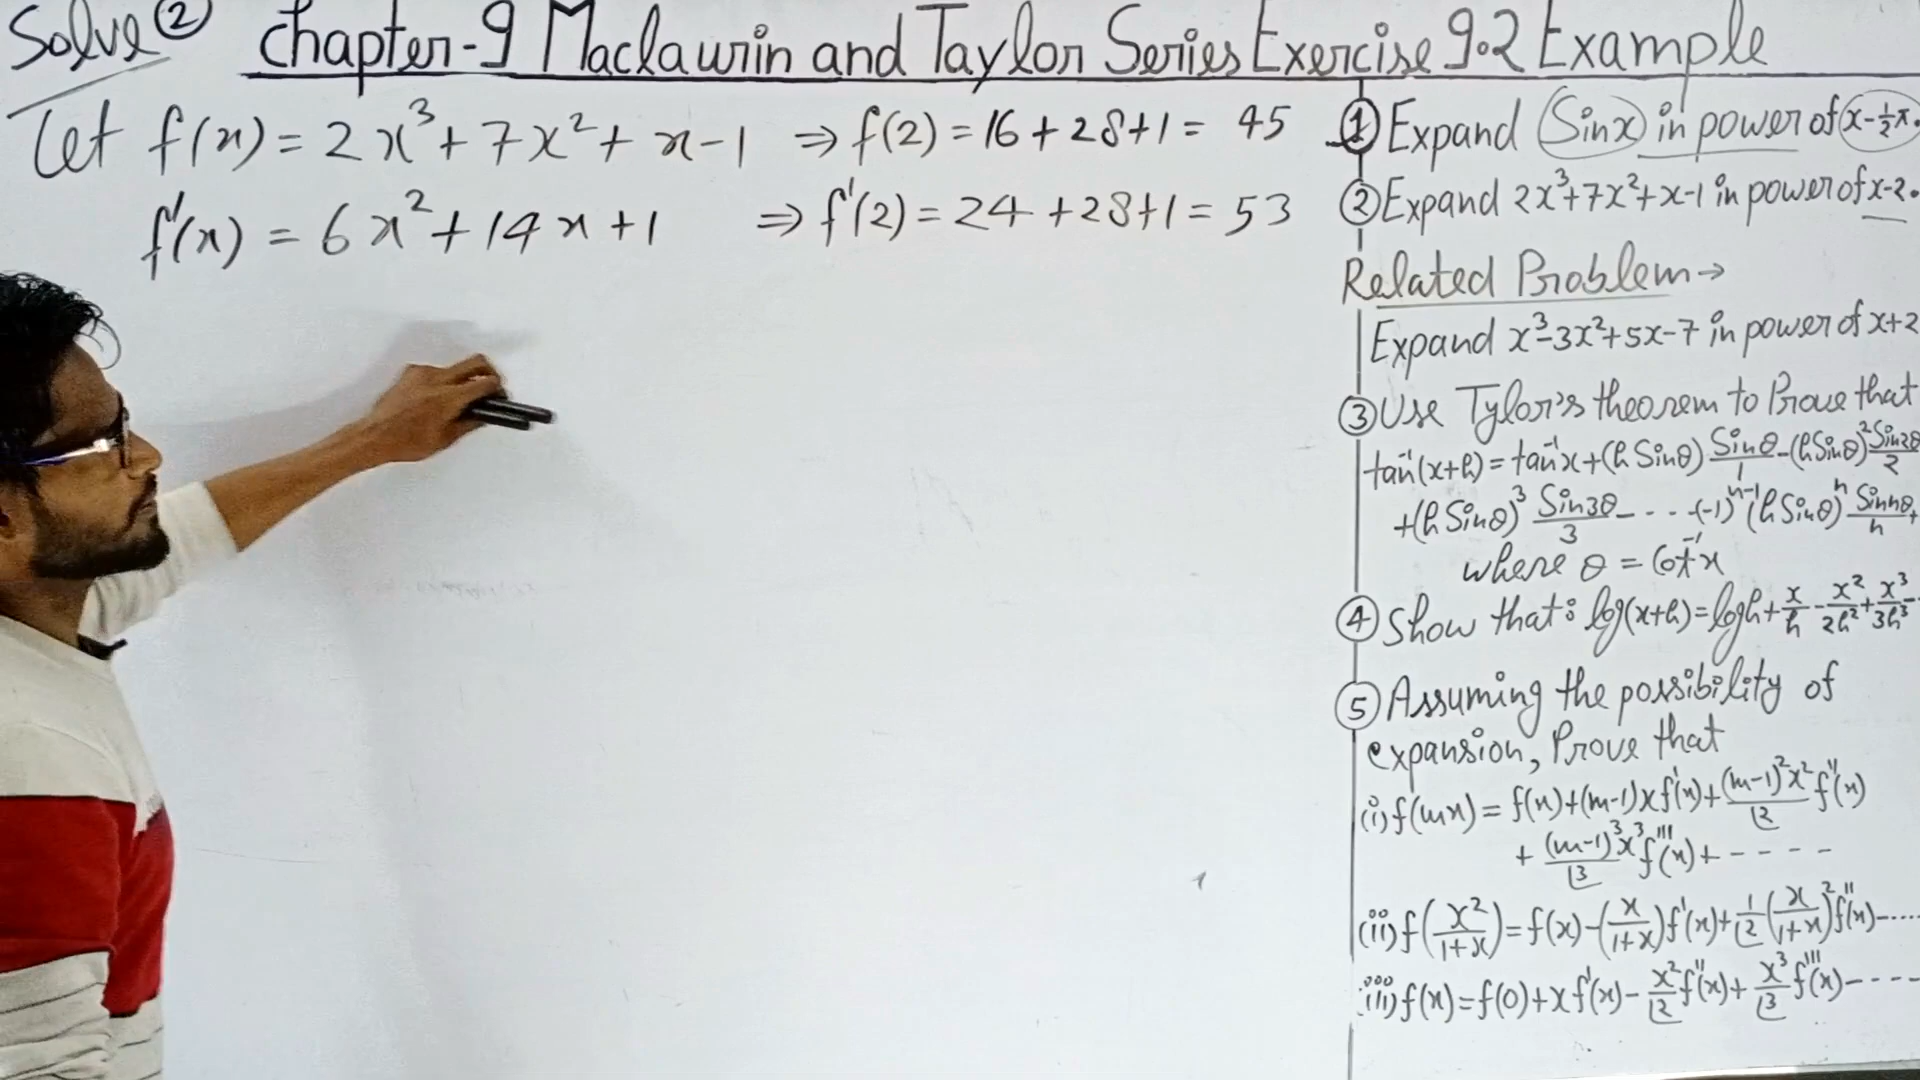 Solve ② Chapter-9 Maclaurin and Taylor Series Exercise 9.2 Example
Let f(x) = 2x³ + 7x² + x - 1 ⇒ f(2) = 16 + 28 + 1 = 45
f'(x) = 6x² + 14x + 1 ⇒ f'(2) = 24 + 28 + 1 = 53
① Expand Sinx in power of x-½π.
② Expand 2x³+7x²+x-1 in power of x-2.
Related Problem→
Expand x³-3x²+5x-7 in power of x+2
③ Use Tylor's theorem to Prove that
tan⁻¹(x+h) = tan⁻¹x+(h Sinθ) Sinθ/1 - (h Sinθ)² Sin2θ/2
+(h Sinθ)³ Sin3θ/3 - ... (-1)ⁿ⁻¹(h Sinθ)ⁿ Sinnθ/n +
where θ = Cot⁻¹x
④ Show that: log(x+h) = logh + x/h - x²/2h² + x³/3h³ - ··
⑤ Assuming the possibility of
expansion, Prove that
(i) f(mx) = f(x)+(m-1)xf'(x)+ (m-1)²x²/⌊2 f''(x)
+ (m-1)³x³/⌊3 f'''(x) + - - - -
(ii) f(x²/1+x) = f(x) - (x/1+x)f'(x) + 1/⌊2 (x/1+x)² f''(x) - ....
(iii) f(x) = f(0) + xf'(x) - x²/⌊2 f''(x) + x³/⌊3 f'''(x) - - - - -